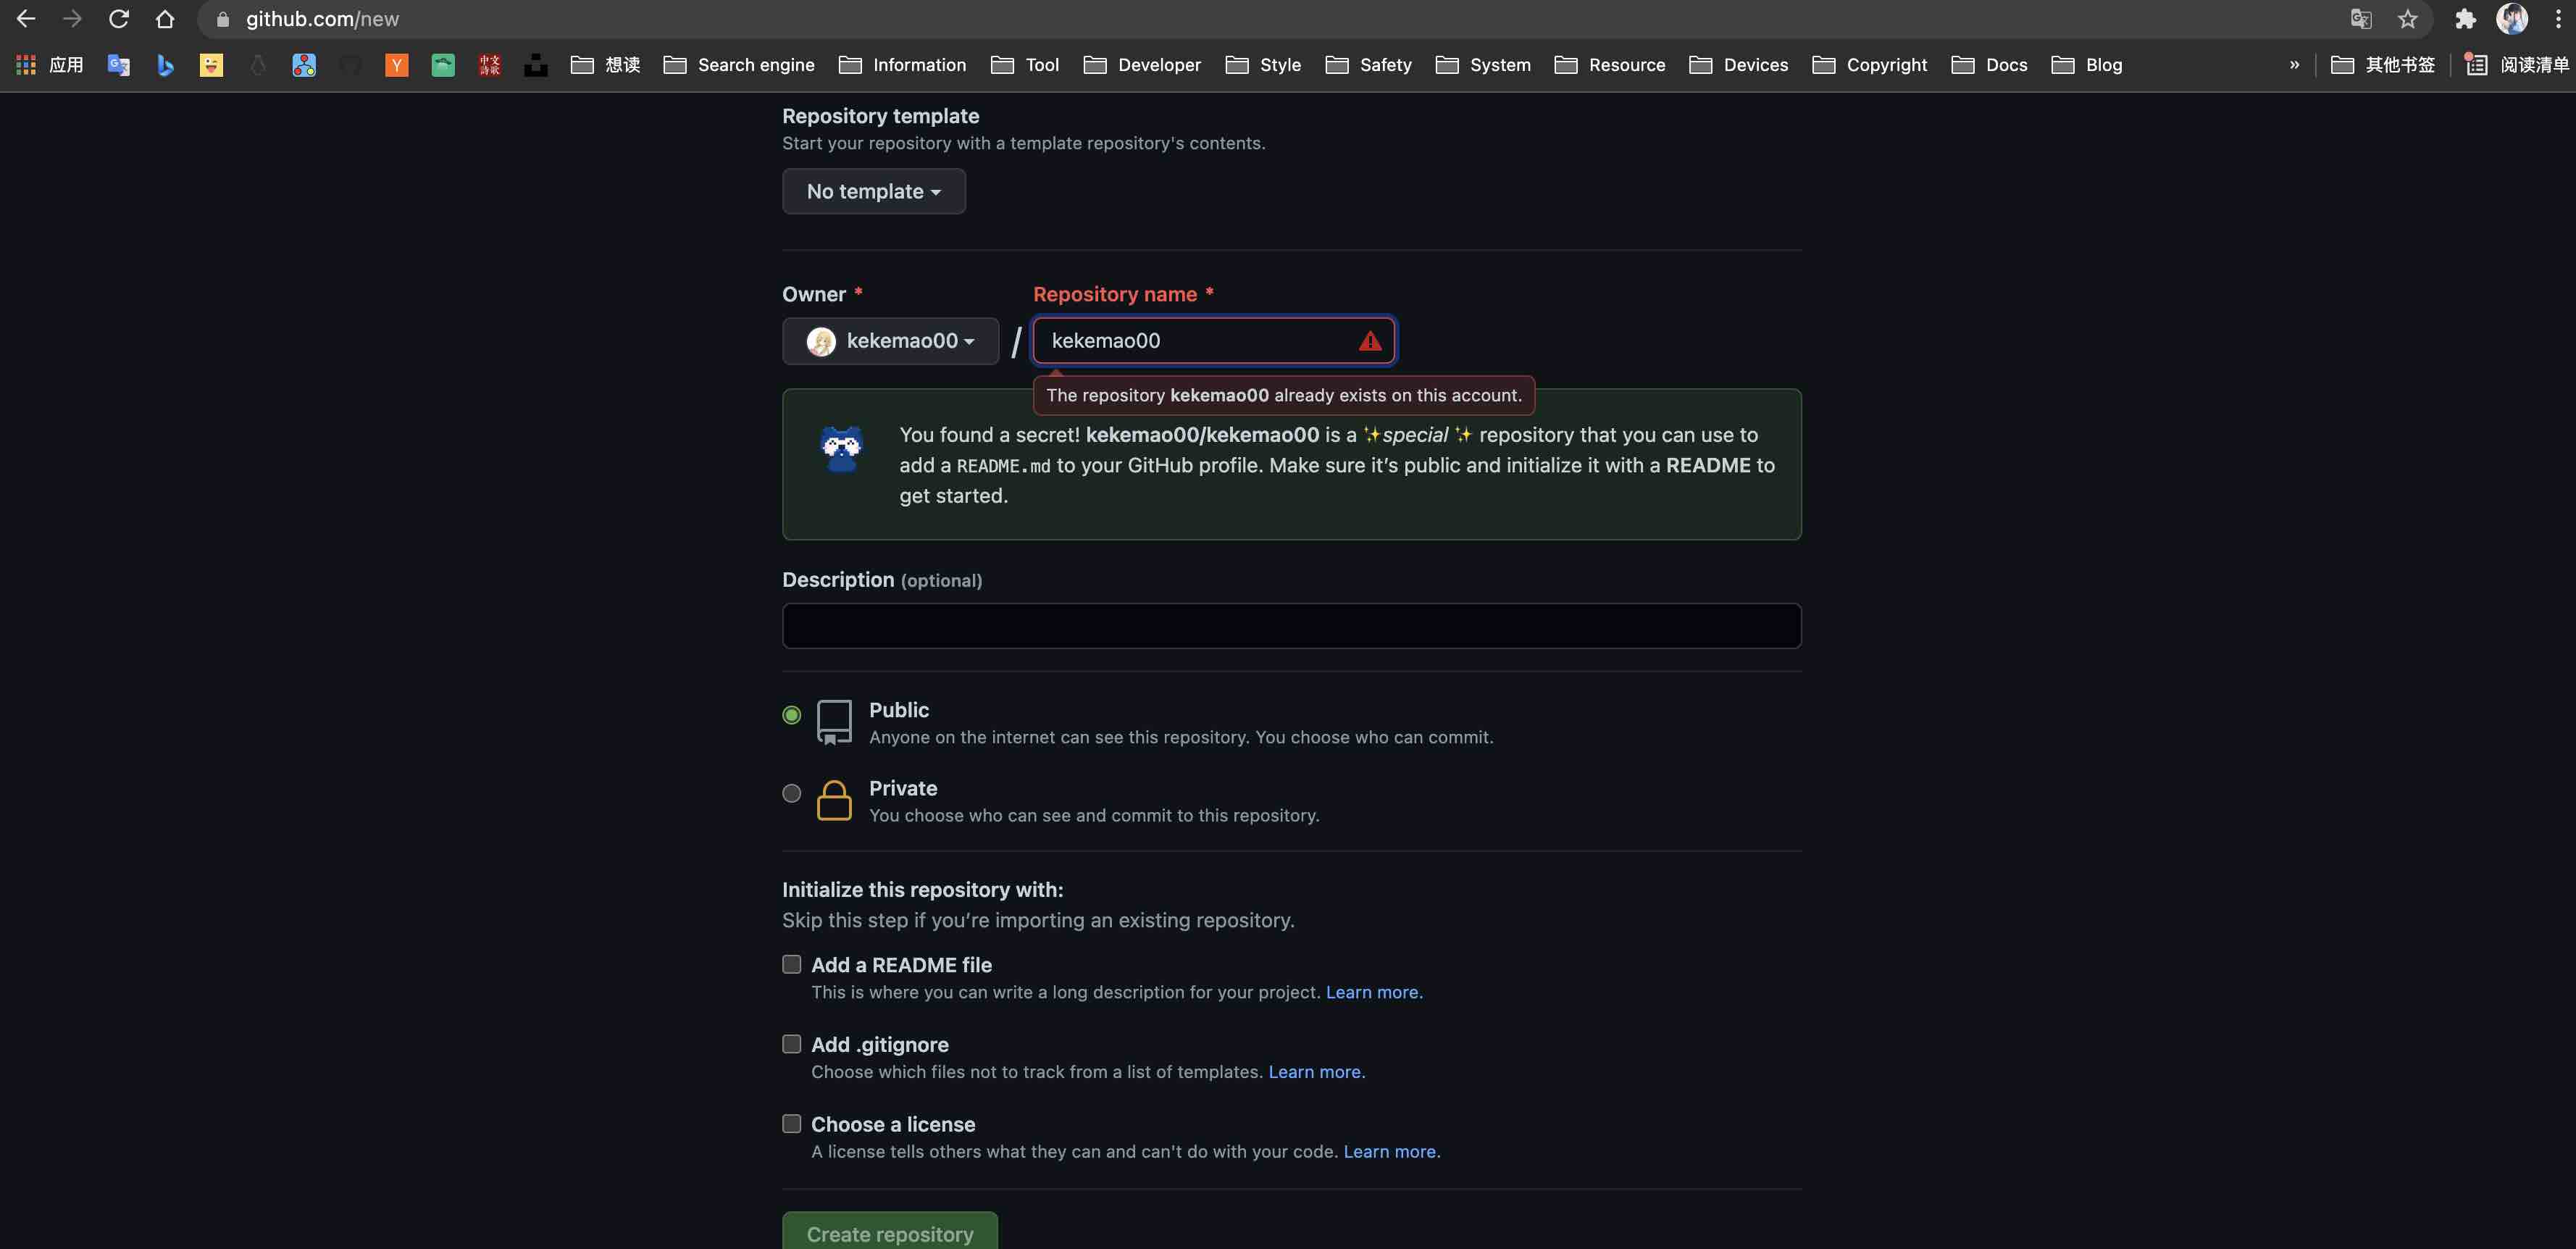 github.com/new
应用
想读
Search engine
Information
Tool
Developer
Style
Safety
System
Resource
Devices
Copyright
Docs
Blog
»
其他书签
阅读清单
Y
中文
詩歌
Repository template
Start your repository with a template repository's contents.
No template
Owner *
Repository name *
kekemao00
/
kekemao00
The repository kekemao00 already exists on this account.
You found a secret! kekemao00/kekemao00 is a ✨special ✨ repository that you can use to
add a README.md to your GitHub profile. Make sure it’s public and initialize it with a README to
get started.
Description (optional)
Public
Anyone on the internet can see this repository. You choose who can commit.
Private
You choose who can see and commit to this repository.
Initialize this repository with:
Skip this step if you’re importing an existing repository.
Add a README file
This is where you can write a long description for your project. Learn more.
Add .gitignore
Choose which files not to track from a list of templates. Learn more.
Choose a license
A license tells others what they can and can't do with your code. Learn more.
Create repository